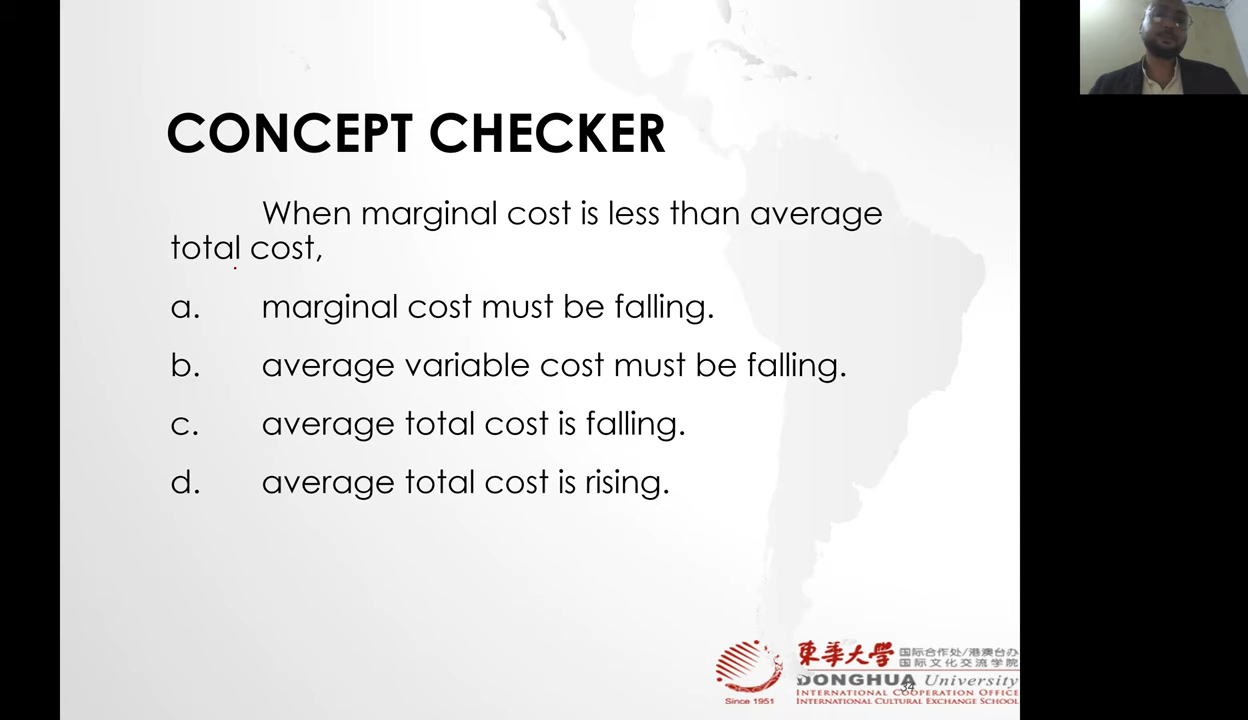 CONCEPT CHECKER
When marginal cost is less than average
total cost,
a. marginal cost must be falling.
b. average variable cost must be falling.
c. average total cost is falling.
d. average total cost is rising.
東華大学 国际合作处/港澳台办
国际文化交流学院
DONGHUA University
34
INTERNATIONAL COOPERATION OFFICE
Since 1951 INTERNATIONAL CULTURAL EXCHANGE SCHOOL